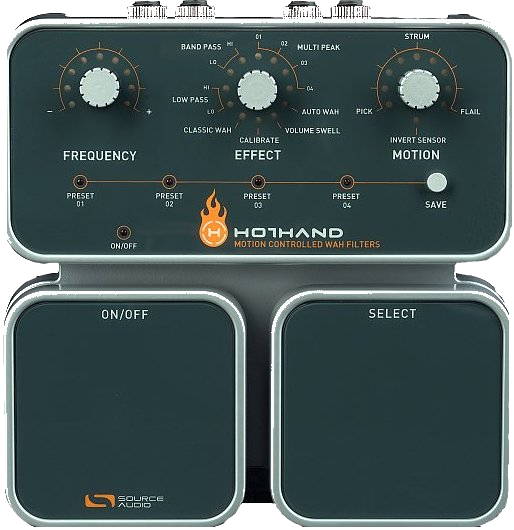 STRUM
BAND PASS
HI
LO
01
02
MULTI PEAK
03
04
HI
LOW PASS
LO
AUTO WAH
CLASSIC WAH
VOLUME SWELL
CALIBRATE
-
+
PICK
FLAIL
INVERT SENSOR
FREQUENCY
EFFECT
MOTION
PRESET
01
PRESET
02
PRESET
03
PRESET
04
SAVE
ON/OFF
H
HOTHAND
MOTION CONTROLLED WAH FILTERS
ON/OFF
SELECT
SOURCE
AUDIO